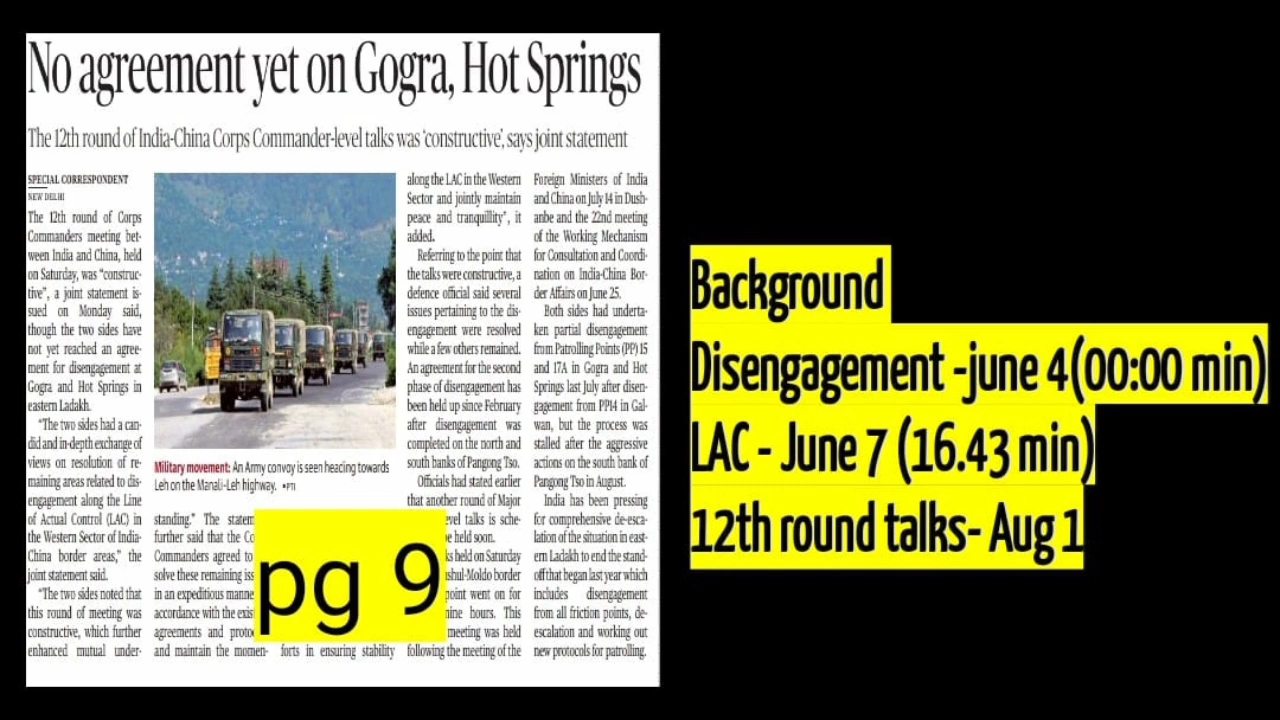 No agreement yet on Gogra, Hot Springs
The 12th round of India-China Corps Commander-level talks was ‘constructive’, says joint statement
SPECIAL CORRESPONDENT
NEW DELHI
The 12th round of Corps
Commanders meeting bet-
ween India and China, held
on Saturday, was “construc-
tive”, a joint statement is-
sued on Monday said,
though the two sides have
not yet reached an agree-
ment for disengagement at
Gogra and Hot Springs in
eastern Ladakh.
“The two sides had a can-
did and in-depth exchange of
views on resolution of re-
maining areas related to dis-
engagement along the Line
of Actual Control (LAC) in
the Western Sector of India-
China border areas,” the
joint statement said.
“The two sides noted that
this round of meeting was
constructive, which further
enhanced mutual under-
Military movement: An Army convoy is seen heacing towards
Leh on the Manali-Leh highway. •PTI
standing.” The statem
further said that the Co
Commanders agreed to
solve these remaining iss
in an expeditious manne
accordance with the exis
agreements and proto
and maintain the momen-
forts in ensuring stability
along the LAC in the Western
Sector and jointly maintain
peace and tranquillity”, it
added.
Referring to the point that
the talks were constructive, a
defence official said several
issues pertaining to the dis-
engagement were resolved
while a few others remained.
An agreement for the second
phase of disengagement has
been held up since February
after disengagement was
completed on the north and
south banks of Pangong Tso.
Officials had stated earlier
that another round of Major
evel talks is sche-
e held soon.
ks held on Saturday
ushul-Moldo border
point went on for
nine hours. This
meeting was held
following the meeting of the
Foreign Ministers of India
and China on July 14 in Dush-
anbe and the 22nd meeting
of the Working Mechanism
for Consultation and Coordi-
nation on India-China Bor-
der Affairs on June 25.
Both sides had underta-
ken partial disengagement
from Patrolling Points (PP) 15
and 17A in Gogra and Hot
Springs last July after disen-
gagement from PP14 in Gal-
wan, but the process was
stalled after the aggressive
actions on the south bank of
Pangong Tso in August.
India has been pressing
for comprehensive de-esca-
lation of the situation in east-
ern Ladakh to end the stand-
off that began last year which
includes disengagement
from all friction points, de-
escalation and working out
new protocols for patrolling.
pg 9
Background
Disengagement -june 4(00:00 min)
LAC - June 7 (16.43 min)
12th round talks- Aug 1